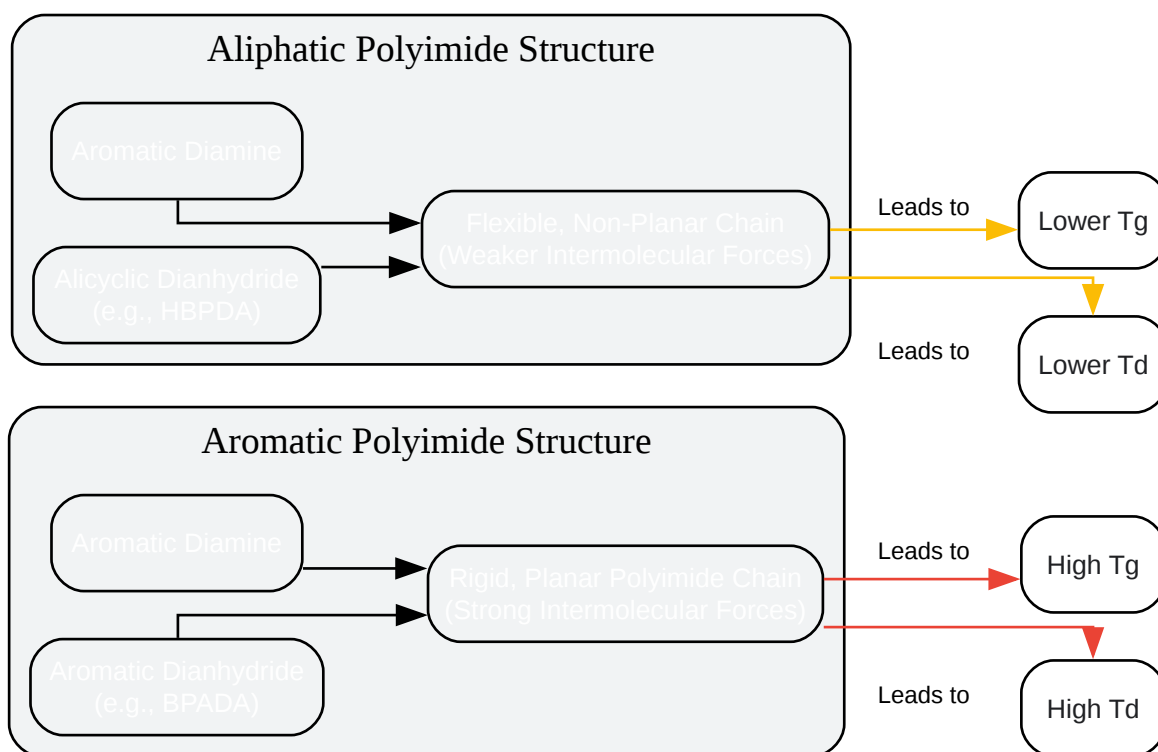 Aliphatic Polyimide Structure
Aromatic Diamine
Alicyclic Dianhydride
(e.g., HBPDA)
Flexible, Non-Planar Chain
(Weaker Intermolecular Forces)
Leads to
Lower Tg
Leads to
Lower Td
Aromatic Polyimide Structure
Aromatic Diamine
Aromatic Dianhydride
(e.g., BPADA)
Rigid, Planar Polyimide Chain
(Strong Intermolecular Forces)
Leads to
High Tg
Leads to
High Td